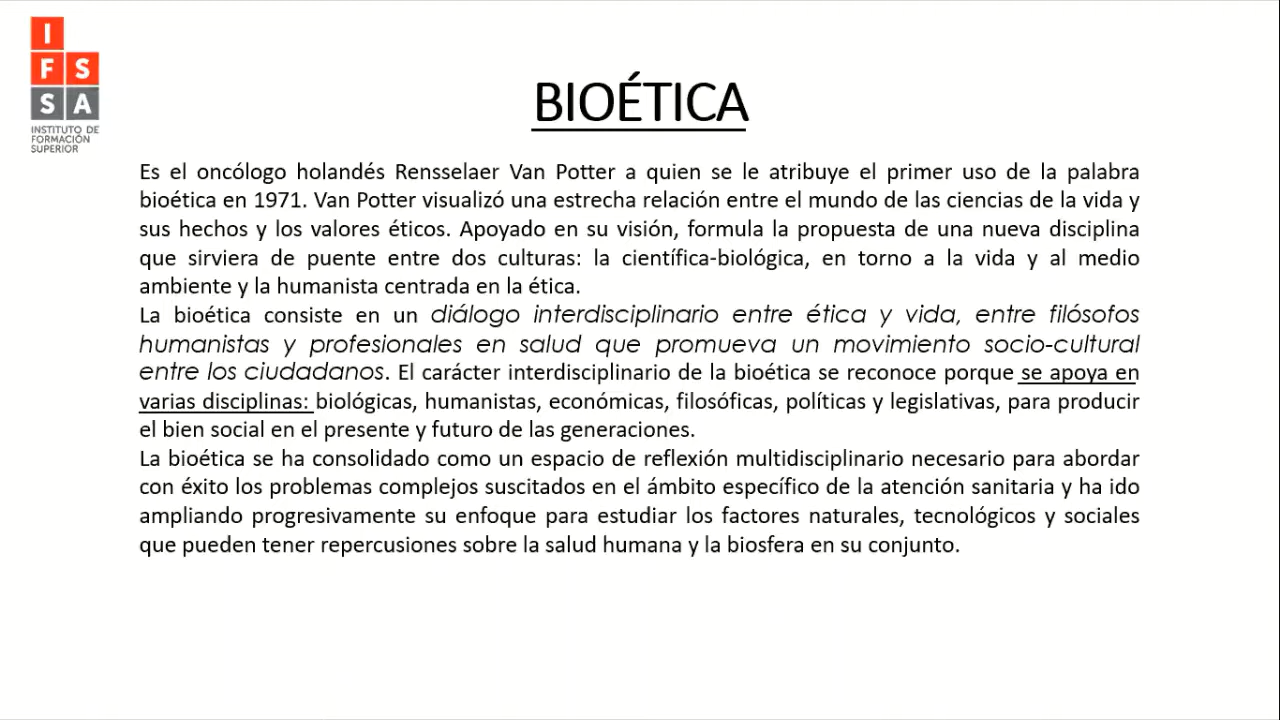 I
F S
S A
INSTITUTO DE
FORMACIÓN
SUPERIOR
BIOÉTICA
Es el oncólogo holandés Rensselaer Van Potter a quien se le atribuye el primer uso de la palabra
bioética en 1971. Van Potter visualizó una estrecha relación entre el mundo de las ciencias de la vida y
sus hechos y los valores éticos. Apoyado en su visión, formula la propuesta de una nueva disciplina
que sirviera de puente entre dos culturas: la científica-biológica, en torno a la vida y al medio
ambiente y la humanista centrada en la ética.
La bioética consiste en un diálogo interdisciplinario entre ética y vida, entre filósofos
humanistas y profesionales en salud que promueva un movimiento socio-cultural
entre los ciudadanos. El carácter interdisciplinario de la bioética se reconoce porque se apoya en
varias disciplinas: biológicas, humanistas, económicas, filosóficas, políticas y legislativas, para producir
el bien social en el presente y futuro de las generaciones.
La bioética se ha consolidado como un espacio de reflexión multidisciplinario necesario para abordar
con éxito los problemas complejos suscitados en el ámbito específico de la atención sanitaria y ha ido
ampliando progresivamente su enfoque para estudiar los factores naturales, tecnológicos y sociales
que pueden tener repercusiones sobre la salud humana y la biosfera en su conjunto.